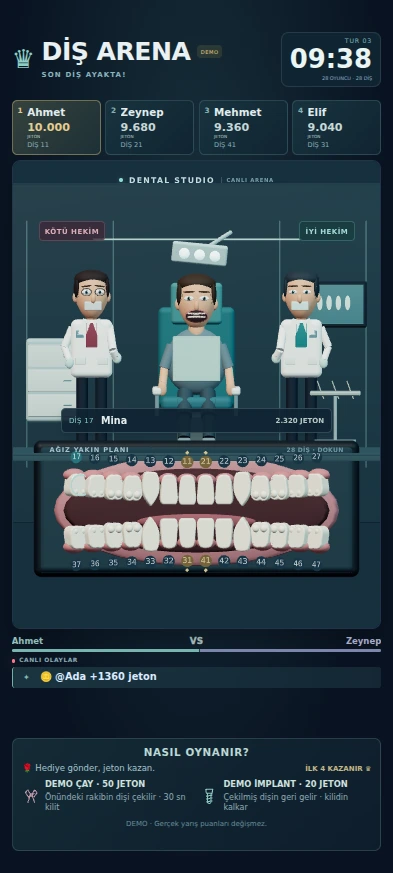 DİŞ ARENA
DEMO
SON DİŞ AYAKTA!
TUR 03
09:38
28 OYUNCU · 28 DİŞ
1 Ahmet
10.000
JETON
DİŞ 11
2 Zeynep
9.680
JETON
DİŞ 21
3 Mehmet
9.360
JETON
DİŞ 41
4 Elif
9.040
JETON
DİŞ 31
DENTAL STUDIO | CANLI ARENA
KÖTÜ HEKİM
İYİ HEKİM
DİŞ 17 Mina 2.320 JETON
AĞIZ YAKIN PLANI 28 DİŞ · DOKUN
17 16 15 14 13 12 11 21 22 23 24 25 26 27
37 36 35 34 33 32 31 41 42 43 44 45 46 47
Ahmet VS Zeynep
CANLI OLAYLAR
@Ada +1360 jeton
NASIL OYNANIR?
Hediye gönder, jeton kazan. İLK 4 KAZANIR
DEMO ÇAY · 50 JETON
Önündeki rakibin dişi çekilir · 30 sn
kilit
DEMO İMPLANT · 20 JETON
Çekilmiş dişin geri gelir · kilidin
kalkar
DEMO · Gerçek yarış puanları değişmez.